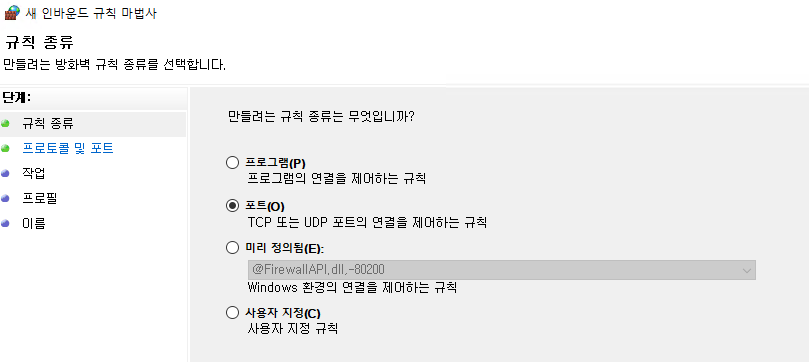 새 인바운드 규칙 마법사
규칙 종류
만들려는 방화벽 규칙 종류를 선택합니다.
단계:
규칙 종류
프로토콜 및 포트
작업
프로필
이름
만들려는 규칙 종류는 무엇입니까?
프로그램(P)
프로그램의 연결을 제어하는 규칙
포트(O)
TCP 또는 UDP 포트의 연결을 제어하는 규칙
미리 정의됨(E):
@FirewallAPI.dll,-80200
Windows 환경의 연결을 제어하는 규칙
사용자 지정(C)
사용자 지정 규칙